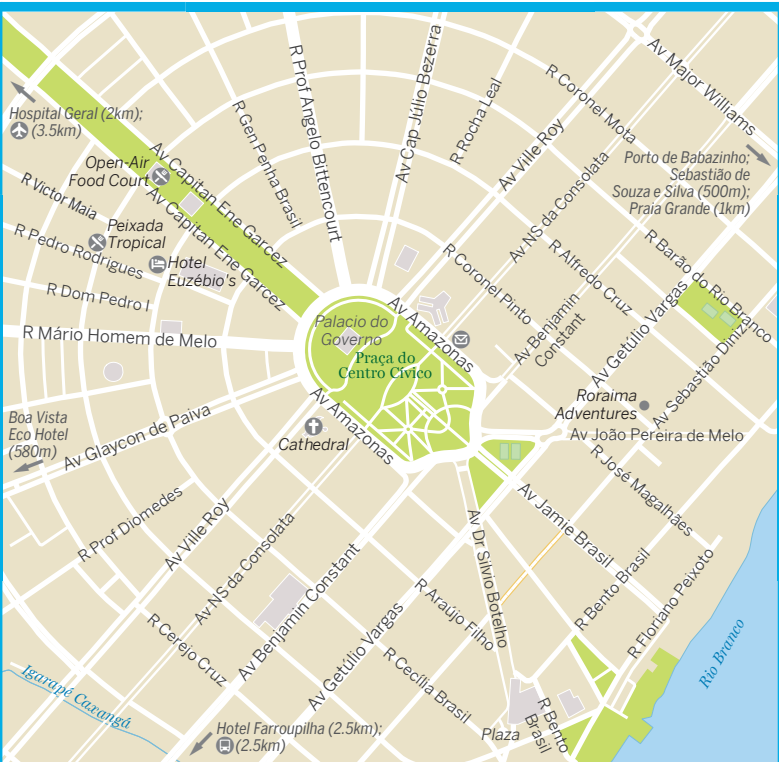 Av Major Williams
R Coronel Mota
Av Cap Júlio Bezerra
R Prof Angelo Bittencourt
R Rocha Leal
R Gen Penha Brasil
Hospital Geral (2km);
(3.5km)
Av Ville Roy
Av NS da Consolata
Porto de Babazinho;
Sebastião de
Souza e Silva (500m);
Praia Grande (1km)
Open-Air
Food Court
Av Capitan Ene Garcez
Av Capitan Ene Garcez
R Victor Maia
Peixada
Tropical
R Pedro Rodrigues
Hotel
Euzébio's
R Dom Pedro I
R Mário Homem de Melo
R Coronel Pinto
R Alfredo Cruz
R Barão do Rio Branco
Av Benjamin
Constant
Av Getúlio Vargas
Av Sebastião Diniz
Palacio do
Governo
Av Amazonas
Praça do
Centro Cívico
Av Amazonas
Roraima
Adventures
Av João Pereira de Melo
Boa Vista
Eco Hotel
(580m)
Av Glaycon de Paiva
Cathedral
R José Magalhães
R Prof Diomedes
Av Ville Roy
Av NS da Consolata
Av Jamie Brasil
Av Dr Silvio Botelho
Av Benjamin Constant
R Araújo Filho
R Bento Brasil
R Floriano Peixoto
R Cerejo Cruz
Av Getúlio Vargas
R Cecília Brasil
Rio Branco
Igarapé Caxangá
R Bento
Brasil
Plaza
Hotel Farroupilha (2.5km);
(2.5km)